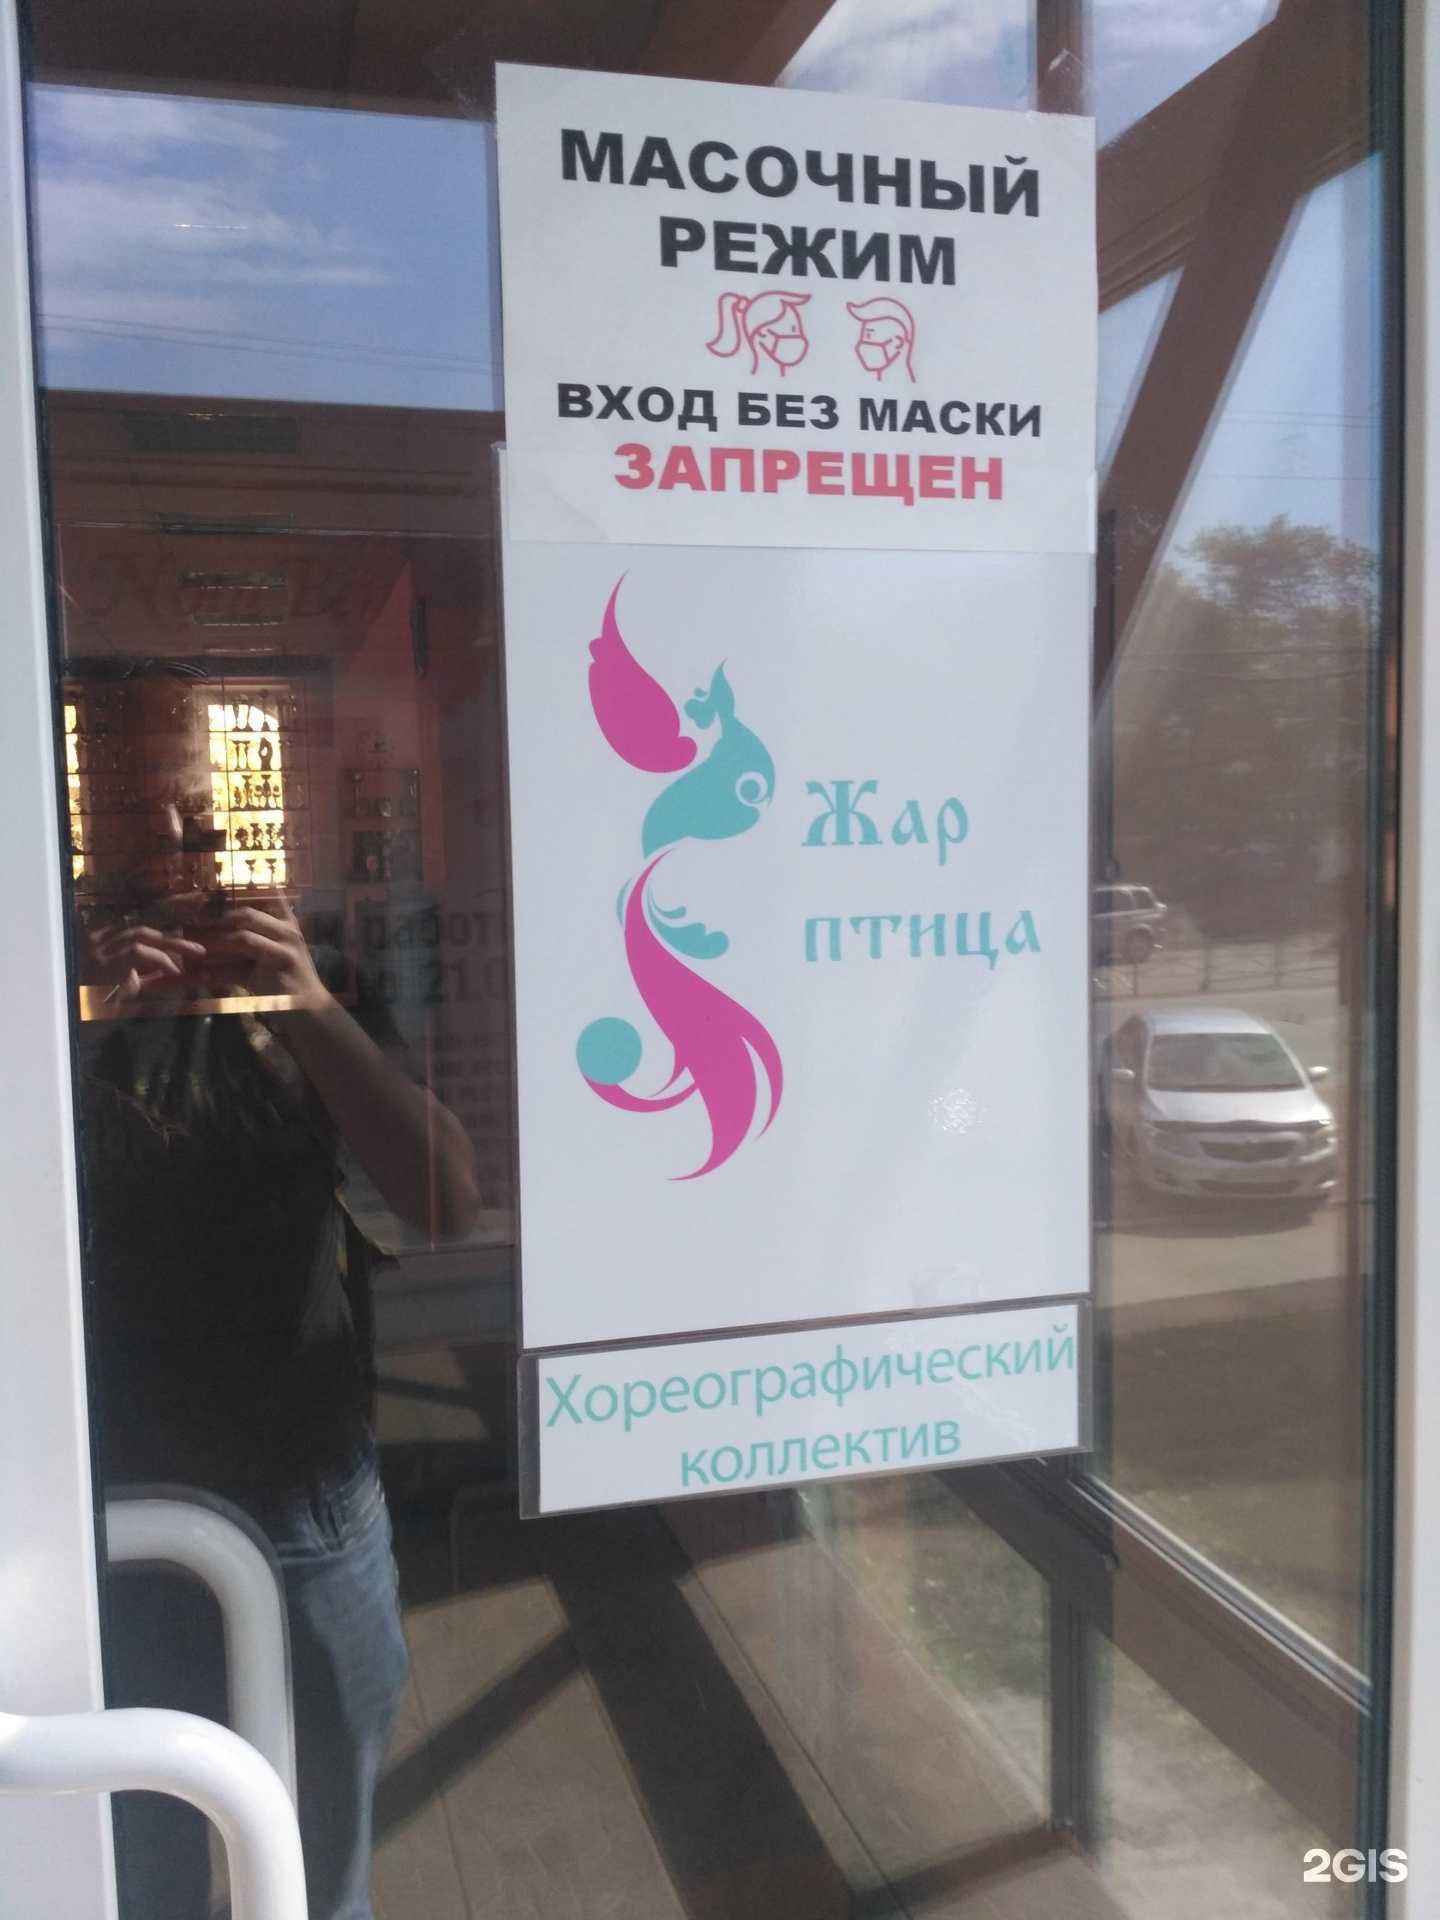 МАСОЧНЫЙ
РЕЖИМ
ВХОД БЕЗ МАСКИ
ЗАПРЕЩЕН
Жар
птица
Хореографический
коллектив
2GIS